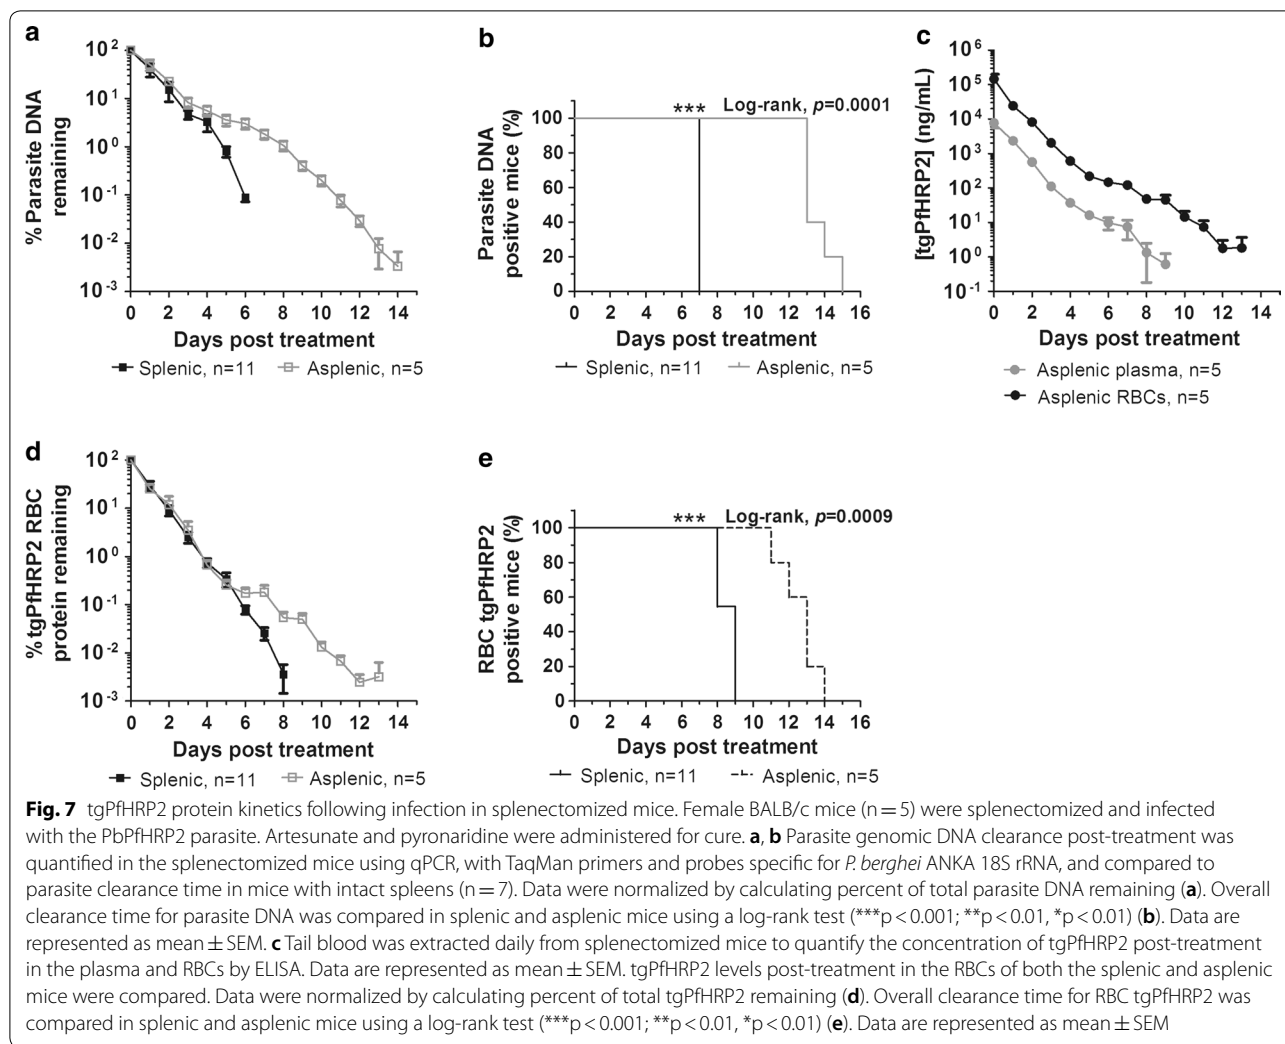 a
10²
10¹
10⁰
10⁻¹
10⁻²
10⁻³
% Parasite DNA
remaining
0 2 4 6 8 10 12 14
Days post treatment
Splenic, n=11 Asplenic, n=5
b
100
80
60
40
20
0
Parasite DNA
positive mice (%)
*** Log-rank, p=0.0001
0 2 4 6 8 10 12 14 16
Days post treatment
Splenic, n=11 Asplenic, n=5
c
10⁶
10⁵
10⁴
10³
10²
10¹
10⁰
10⁻¹
[tgPfHRP2] (ng/mL)
0 2 4 6 8 10 12 14
Days post treatment
Asplenic plasma, n=5
Asplenic RBCs, n=5
d
10²
10¹
10⁰
10⁻¹
10⁻²
10⁻³
% tgPfHRP2 RBC
protein remaining
0 2 4 6 8 10 12 14
Days post treatment
Splenic, n=11 Asplenic, n=5
e
100
80
60
40
20
0
RBC tgPfHRP2
positive mice (%)
*** Log-rank, p=0.0009
0 2 4 6 8 10 12 14 16
Days post treatment
Splenic, n=11 Asplenic, n=5
Fig. 7 tgPfHRP2 protein kinetics following infection in splenectomized mice. Female BALB/c mice (n = 5) were splenectomized and infected
with the PbPfHRP2 parasite. Artesunate and pyronaridine were administered for cure. a, b Parasite genomic DNA clearance post-treatment was
quantified in the splenectomized mice using qPCR, with TaqMan primers and probes specific for P. berghei ANKA 18S rRNA, and compared to
parasite clearance time in mice with intact spleens (n = 7). Data were normalized by calculating percent of total parasite DNA remaining (a). Overall
clearance time for parasite DNA was compared in splenic and asplenic mice using a log-rank test (***p < 0.001; **p < 0.01, *p < 0.01) (b). Data are
represented as mean ± SEM. c Tail blood was extracted daily from splenectomized mice to quantify the concentration of tgPfHRP2 post-treatment
in the plasma and RBCs by ELISA. Data are represented as mean ± SEM. tgPfHRP2 levels post-treatment in the RBCs of both the splenic and asplenic
mice were compared. Data were normalized by calculating percent of total tgPfHRP2 remaining (d). Overall clearance time for RBC tgPfHRP2 was
compared in splenic and asplenic mice using a log-rank test (***p < 0.001; **p < 0.01, *p < 0.01) (e). Data are represented as mean ± SEM